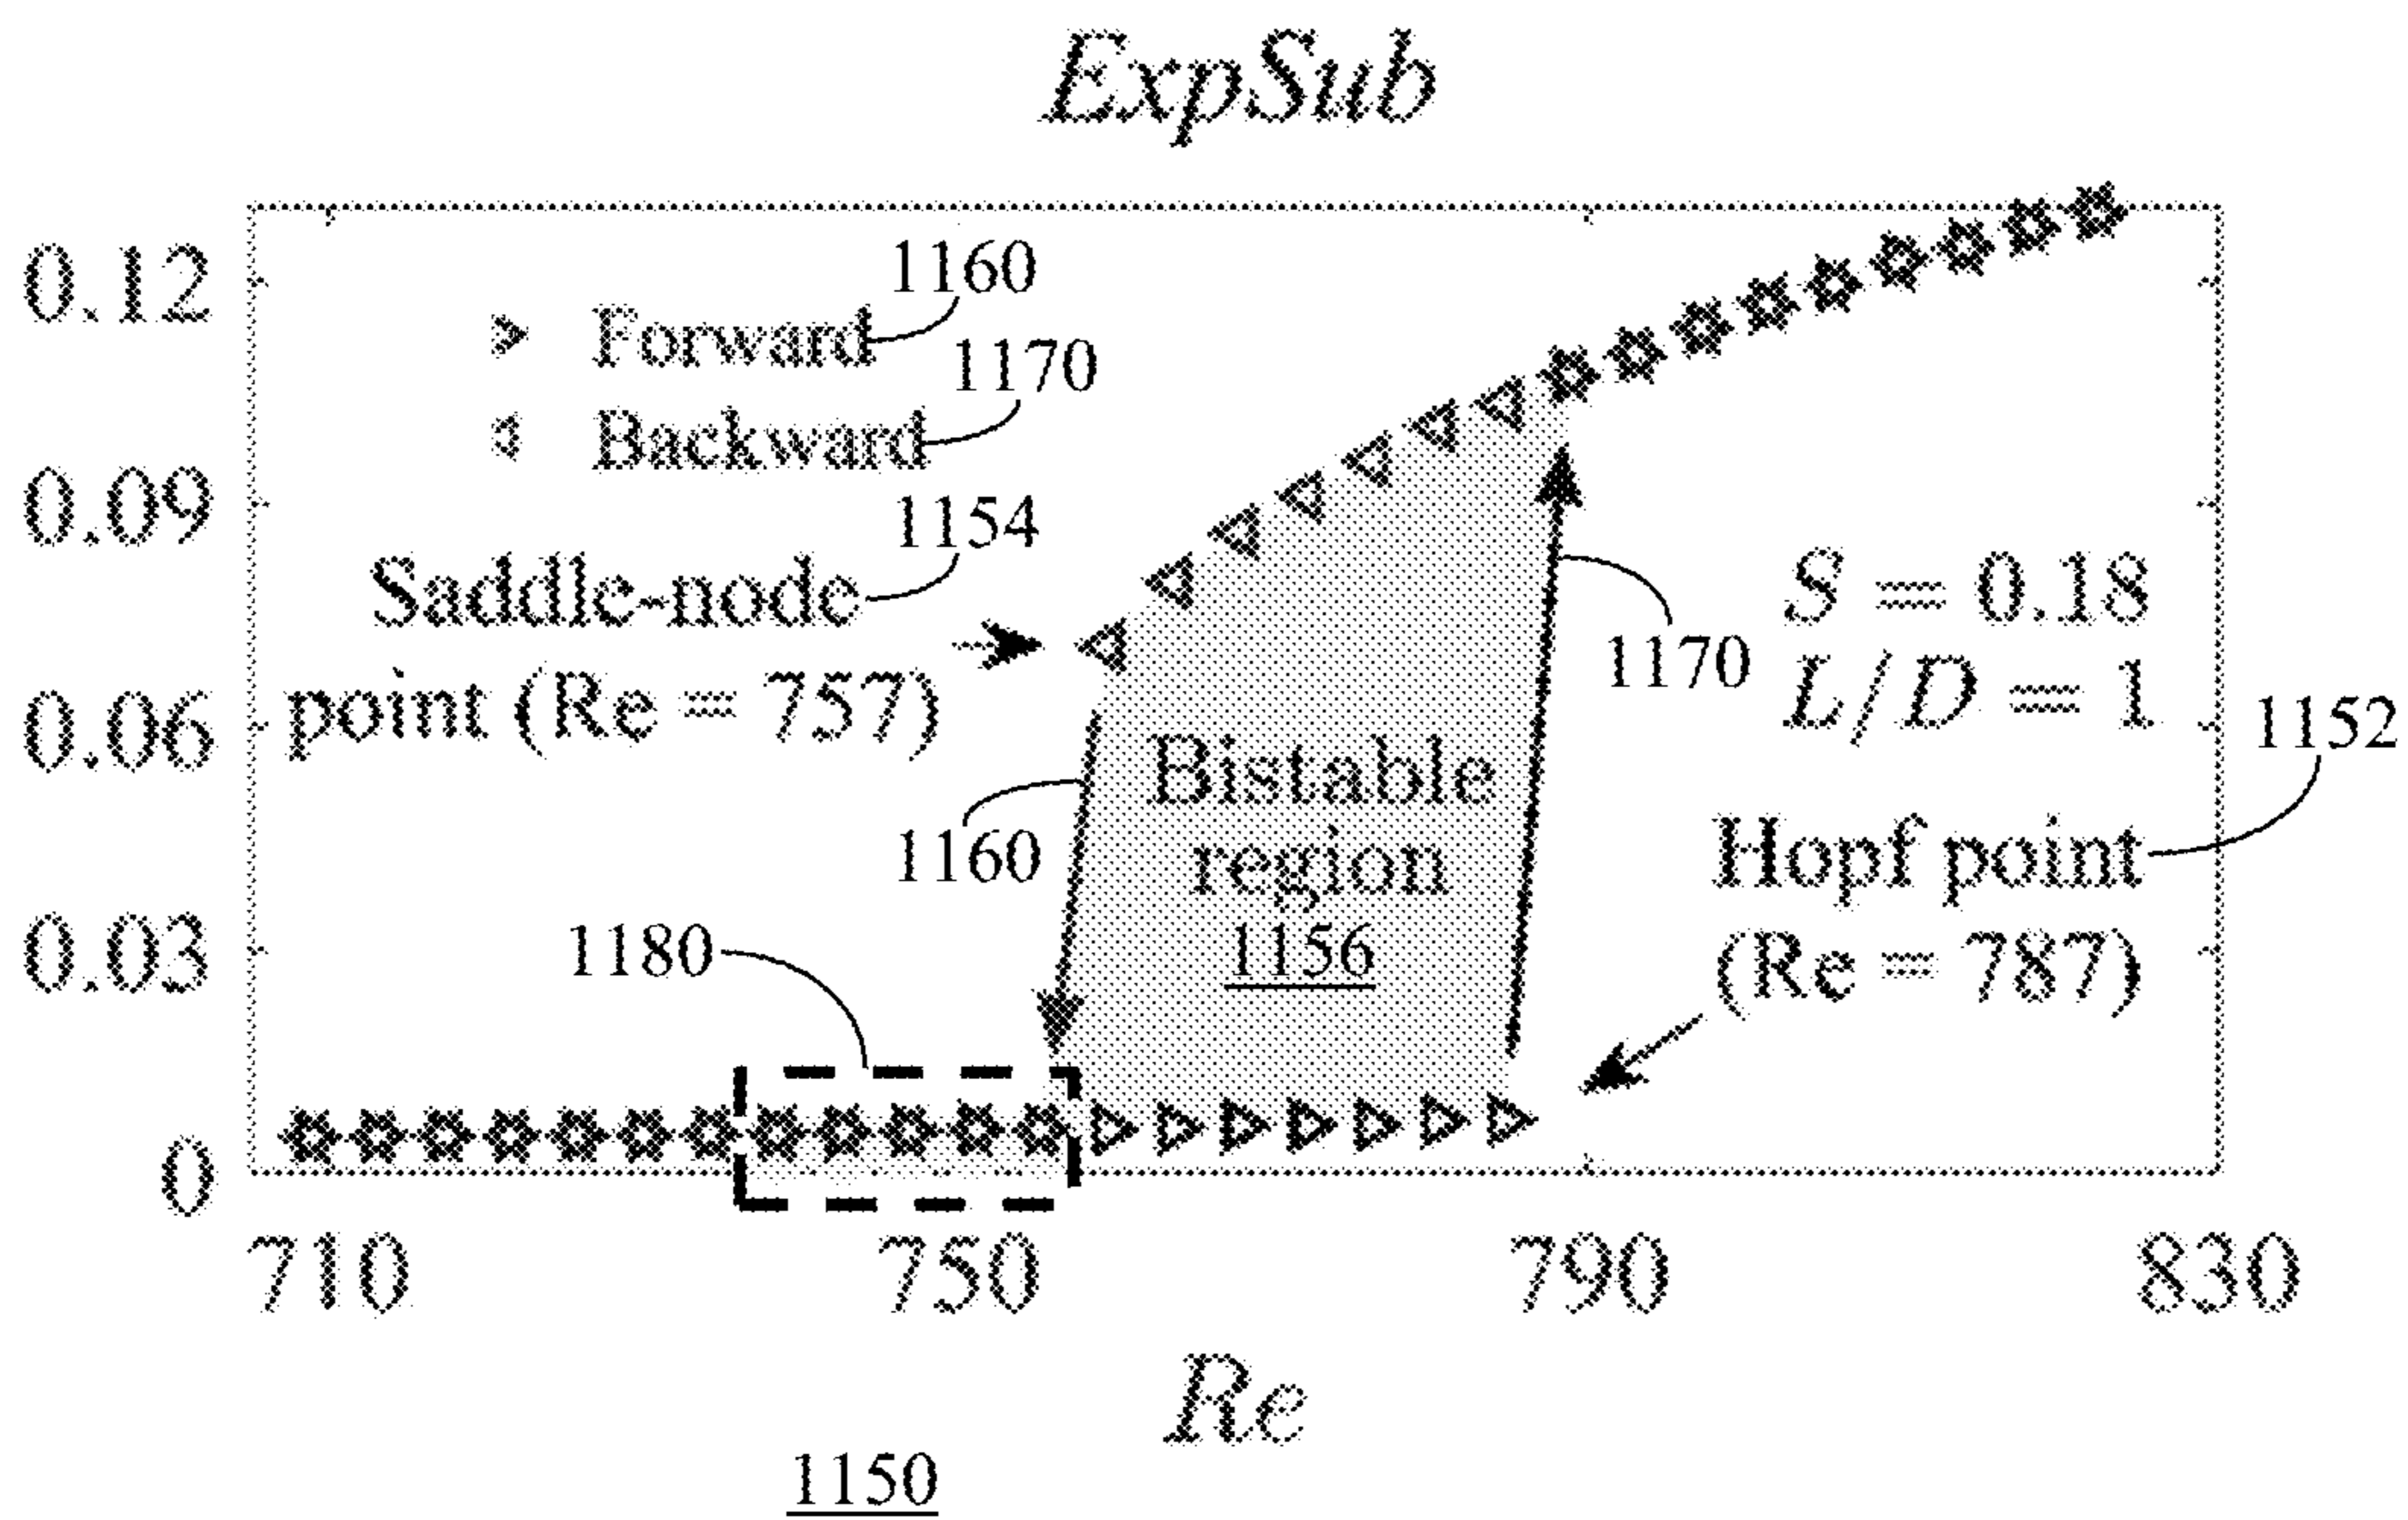 ExpSub
0.12
0.09
0.06
0.03
0
1160
Forward
1170
Backward
1154
Saddle-node
point (Re = 757)
1160
1180
Bistable
region
1156
1170
S = 0.18
L/D = 1
1152
Hopf point
(Re = 787)
710 750 790 830
Re
1150